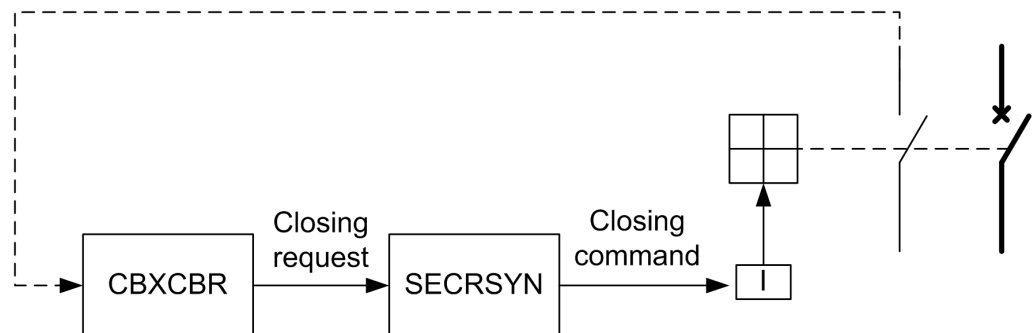 CBXCBR
Closing
request
SECRSYN
Closing
command
I